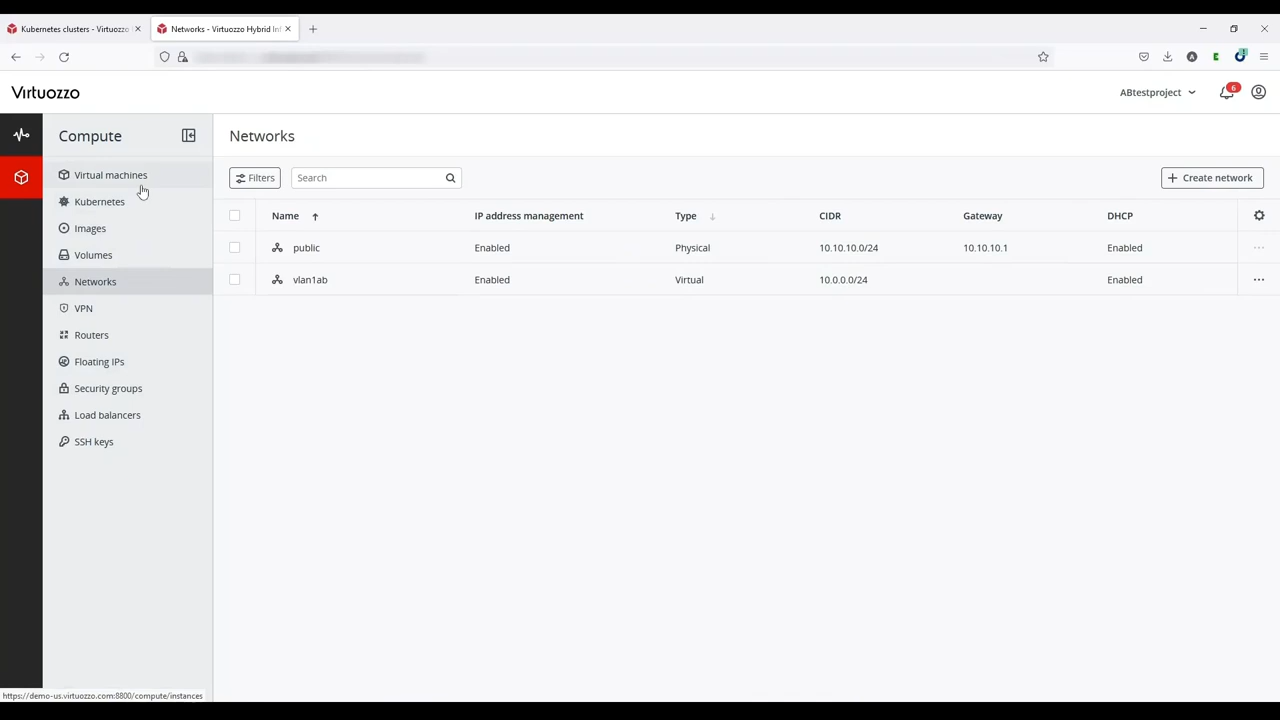 Kubernetes clusters - Virtuozzo
Networks - Virtuozzo Hybrid Inf
Virtuozzo
ABtestproject
6
Compute
Virtual machines
Kubernetes
Images
Volumes
Networks
VPN
Routers
Floating IPs
Security groups
Load balancers
SSH keys
Networks
Filters
Search
Create network
Name IP address management Type CIDR Gateway DHCP
public Enabled Physical 10.10.10.0/24 10.10.10.1 Enabled
vlan1ab Enabled Virtual 10.0.0.0/24 Enabled
https://demo-us.virtuozzo.com:8800/compute/instances